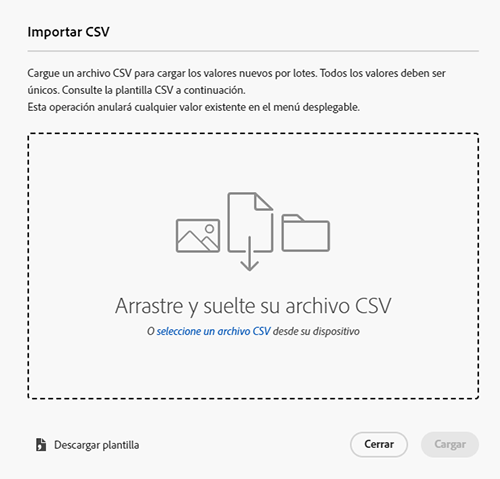 Importar CSV
Cargue un archivo CSV para cargar los valores nuevos por lotes. Todos los valores deben ser
únicos. Consulte la plantilla CSV a continuación.
Esta operación anulará cualquier valor existente en el menú desplegable.
Arrastre y suelte su archivo CSV
O seleccione un archivo CSV desde su dispositivo
Descargar plantilla
Cerrar
Cargar